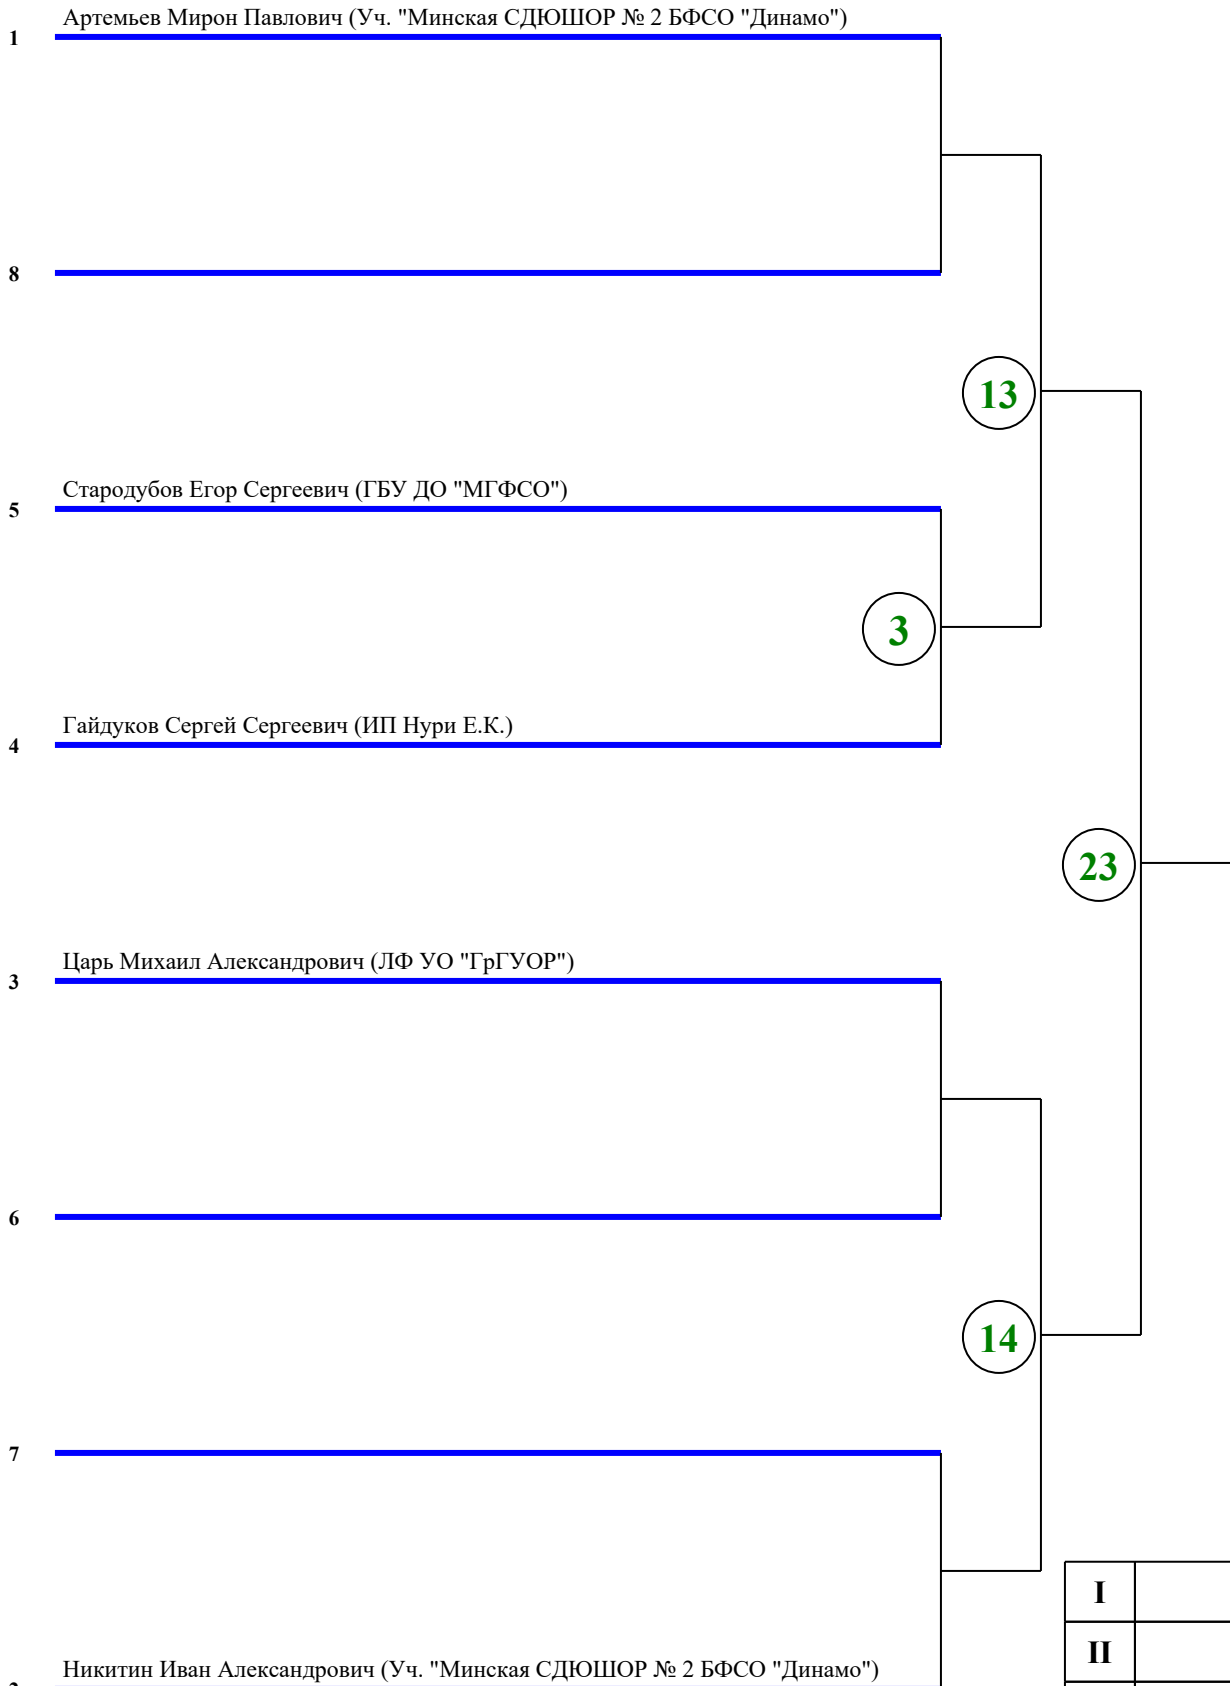 Артемьев Мирон Павлович (Уч. "Минская СДЮШОР № 2 БФСО "Динамо")
1
8
13
Стародубов Егор Сергеевич (ГБУ ДО "МГФСО")
5
3
Гайдуков Сергей Сергеевич (ИП Нури Е.К.)
4
23
Царь Михаил Александрович (ЛФ УО "ГрГУОР")
3
6
14
7
I
II
Никитин Иван Александрович (Уч. "Минская СДЮШОР № 2 БФСО "Динамо")